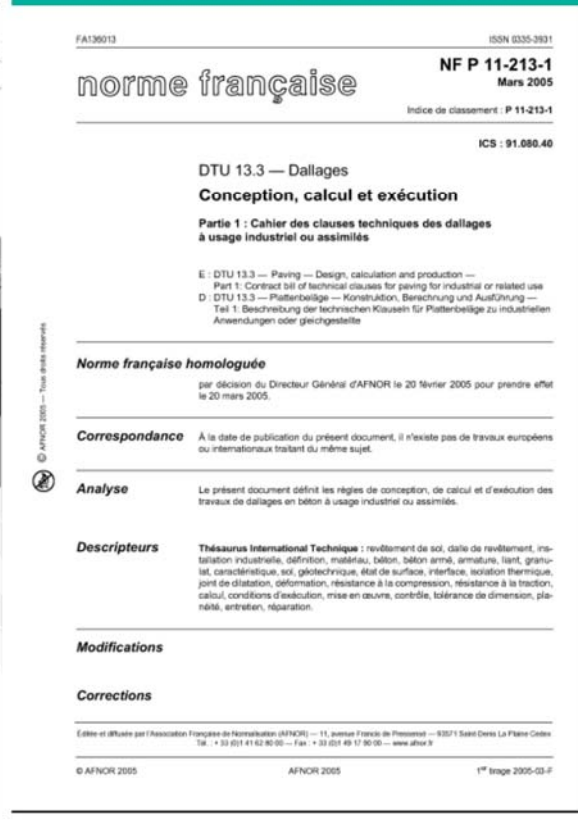 FA136013
ISSN 0335-3931
norme française
NF P 11-213-1
Mars 2005
Indice de classement : P 11-213-1
ICS : 91.080.40
DTU 13.3 — Dallages
Conception, calcul et exécution
Partie 1 : Cahier des clauses techniques des dallages
à usage industriel ou assimilés
E : DTU 13.3 — Paving — Design, calculation and production —
Part 1: Contract bill of technical clauses for paving for industrial or related use
D : DTU 13.3 — Plattenbeläge — Konstruktion, Berechnung und Ausführung —
Teil 1: Beschreibung der technischen Klauseln für Plattenbeläge zu industriellen
Anwendungen oder gleichgestellte
© AFNOR 2005 — Tous droits réservés
Norme française homologuée
par décision du Directeur Général d'AFNOR le 20 février 2005 pour prendre effet
le 20 mars 2005.
Correspondance
À la date de publication du présent document, il n'existe pas de travaux européens
ou internationaux traitant du même sujet.
Analyse
Le présent document définit les règles de conception, de calcul et d'exécution des
travaux de dallages en béton à usage industriel ou assimilés.
Descripteurs
Thésaurus International Technique : revêtement de sol, dalle de revêtement, ins-
tallation industrielle, définition, matériau, béton, béton armé, armature, liant, granu-
lat, caractéristique, sol, géotechnique, état de surface, interface, isolation thermique,
joint de dilatation, déformation, résistance à la compression, résistance à la traction,
calcul, conditions d'exécution, mise en œuvre, contrôle, tolérance de dimension, pla-
néité, entretien, réparation.
Modifications
Corrections
Éditée et diffusée par l'Association Française de Normalisation (AFNOR) — 11, avenue Francis de Pressensé — 93571 Saint-Denis La Plaine Cedex
Tél. : + 33 (0)1 41 62 80 00 — Fax : + 33 (0)1 49 17 90 00 — www.afnor.fr
© AFNOR 2005
AFNOR 2005
1er tirage 2005-03-F